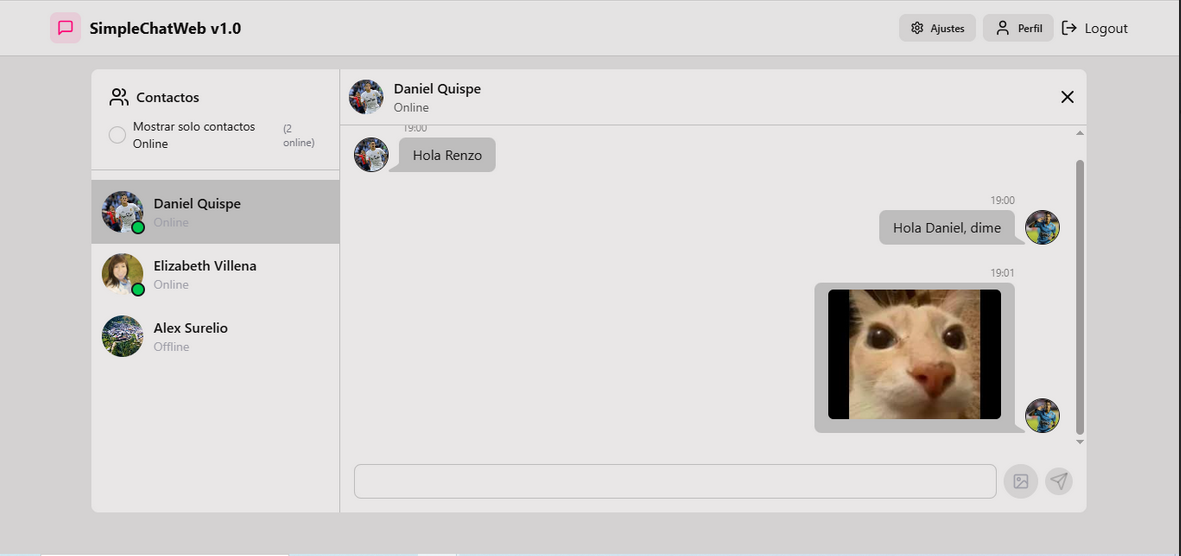 SimpleChatWeb v1.0
Ajustes
Perfil
Logout
Contactos
Mostrar solo contactos
Online
(2
online)
Daniel Quispe
Online
Elizabeth Villena
Online
Alex Surelio
Offline
Daniel Quispe
Online
19:00
Hola Renzo
19:00
Hola Daniel, dime
19:01